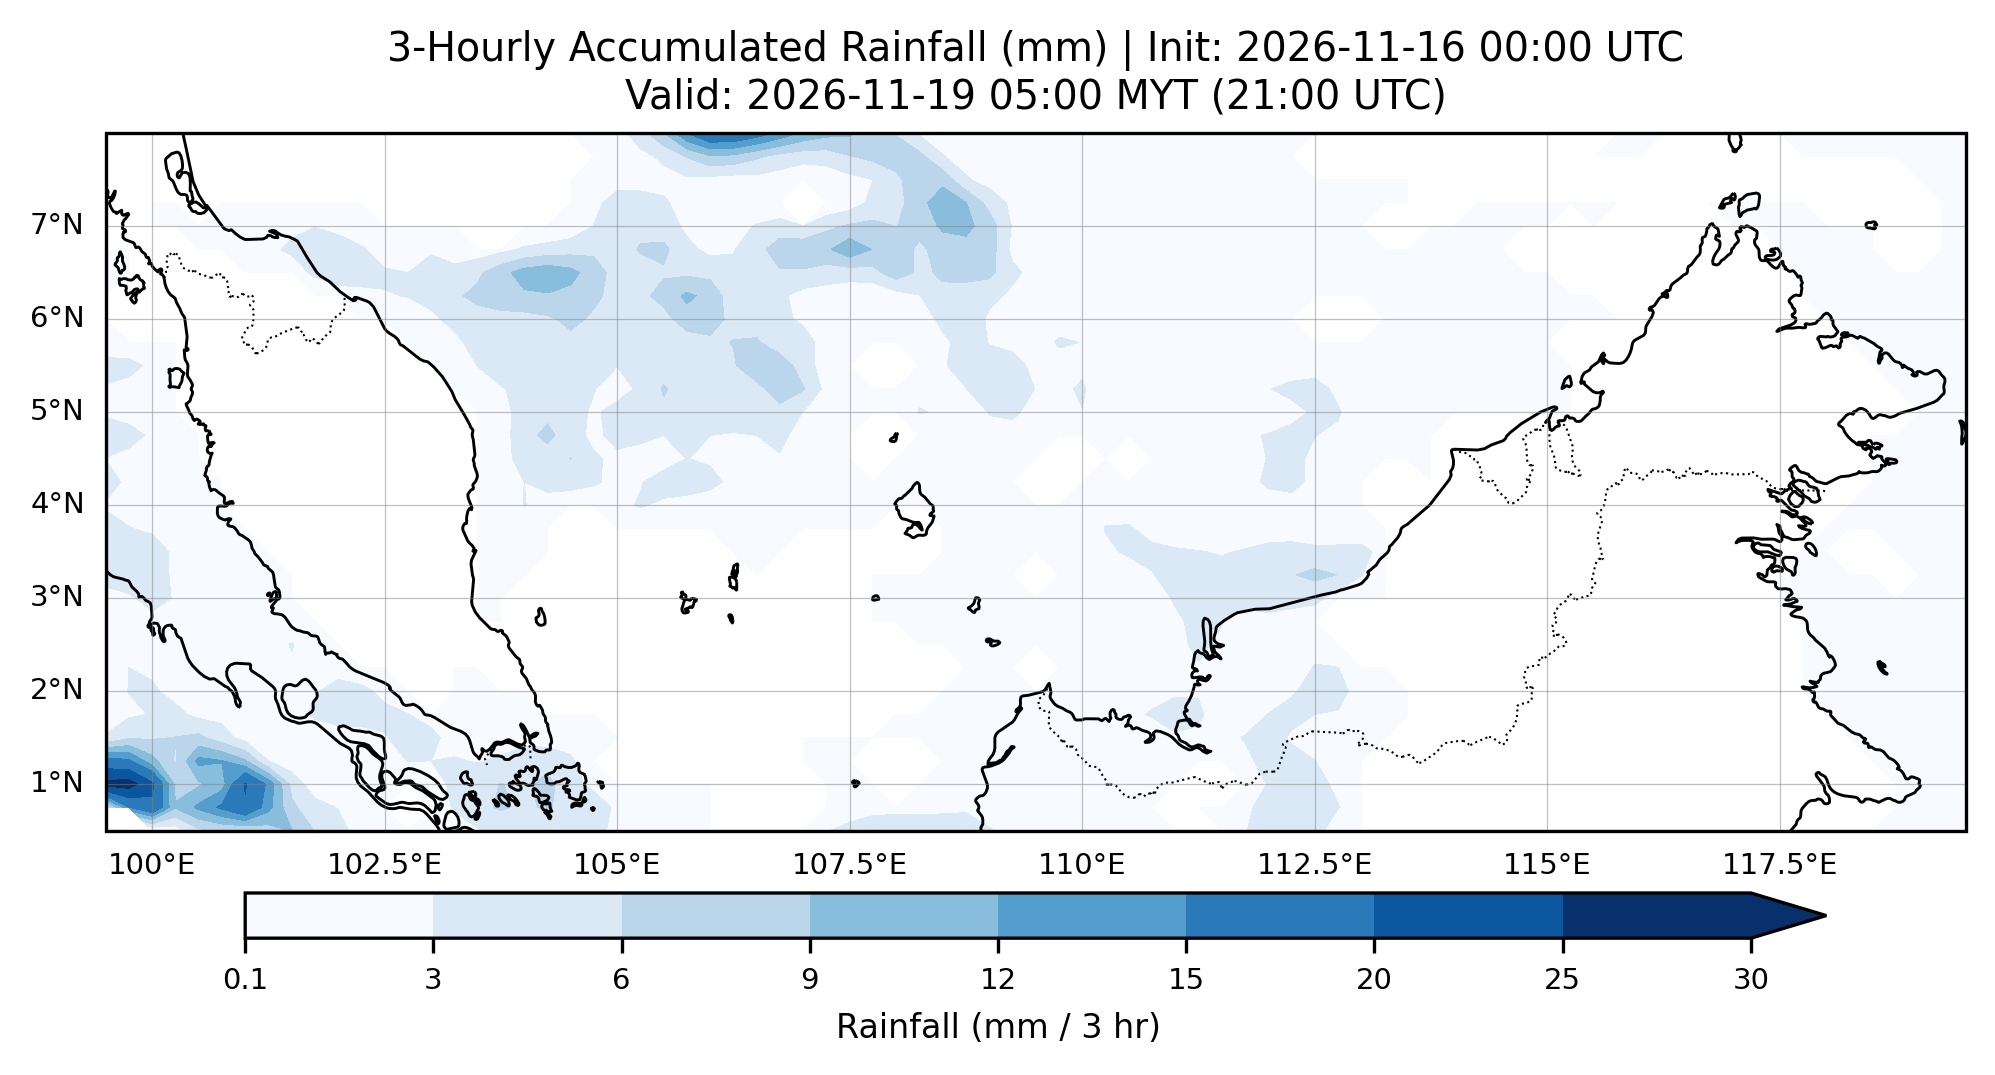 3-Hourly Accumulated Rainfall (mm) | Init: 2026-11-16 00:00 UTC
Valid: 2026-11-19 05:00 MYT (21:00 UTC)
7°N
6°N
5°N
4°N
3°N
2°N
1°N
100°E 102.5°E 105°E 107.5°E 110°E 112.5°E 115°E 117.5°E
0.1 3 6 9 12 15 20 25 30
Rainfall (mm / 3 hr)